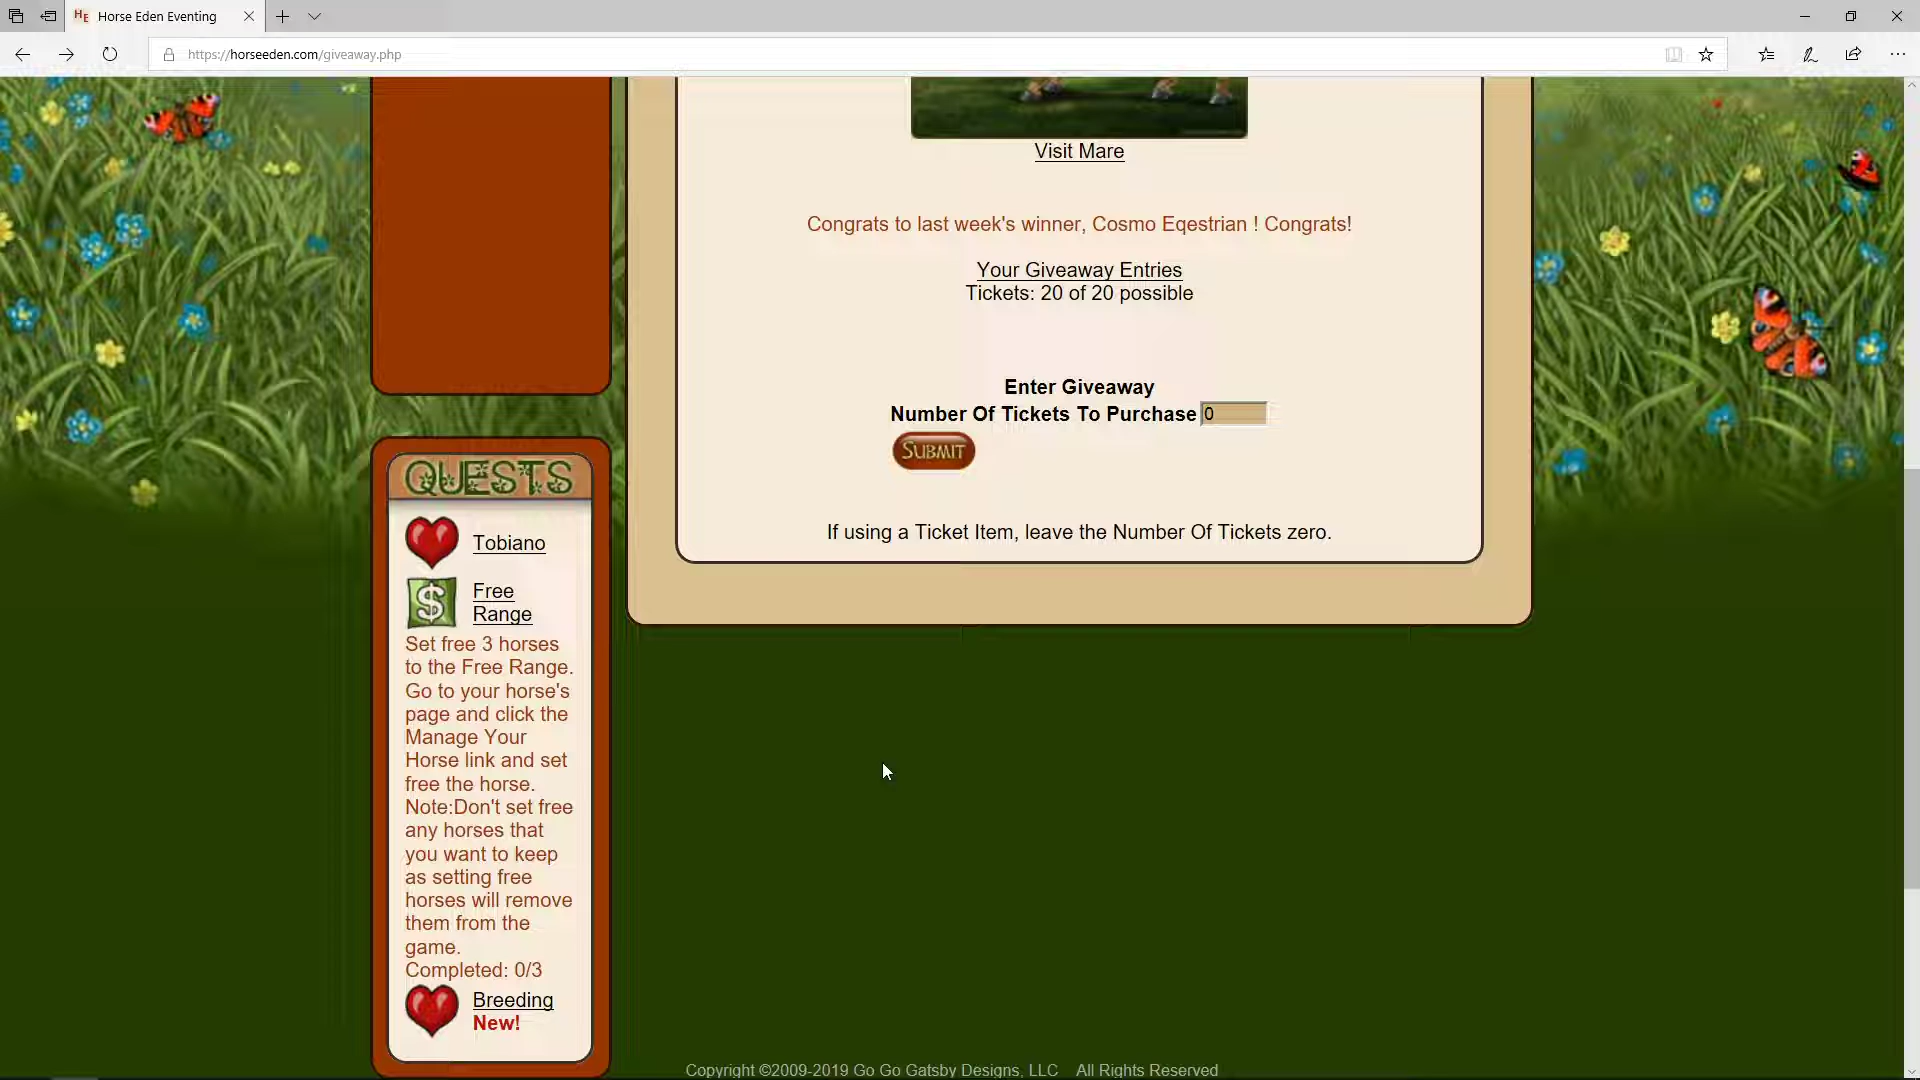 HE Horse Eden Eventing
https://horseeden.com/giveaway.php
Visit Mare
Congrats to last week's winner, Cosmo Eqestrian ! Congrats!
Your Giveaway Entries
Tickets: 20 of 20 possible
Enter Giveaway
Number Of Tickets To Purchase 0
SUBMIT
If using a Ticket Item, leave the Number Of Tickets zero.
QUESTS
Tobiano
$ Free
Range
Set free 3 horses
to the Free Range.
Go to your horse's
page and click the
Manage Your
Horse link and set
free the horse.
Note:Don't set free
any horses that
you want to keep
as setting free
horses will remove
them from the
game.
Completed: 0/3
Breeding
New!
Copyright ©2009-2019 Go Go Gatsby Designs, LLC All Rights Reserved